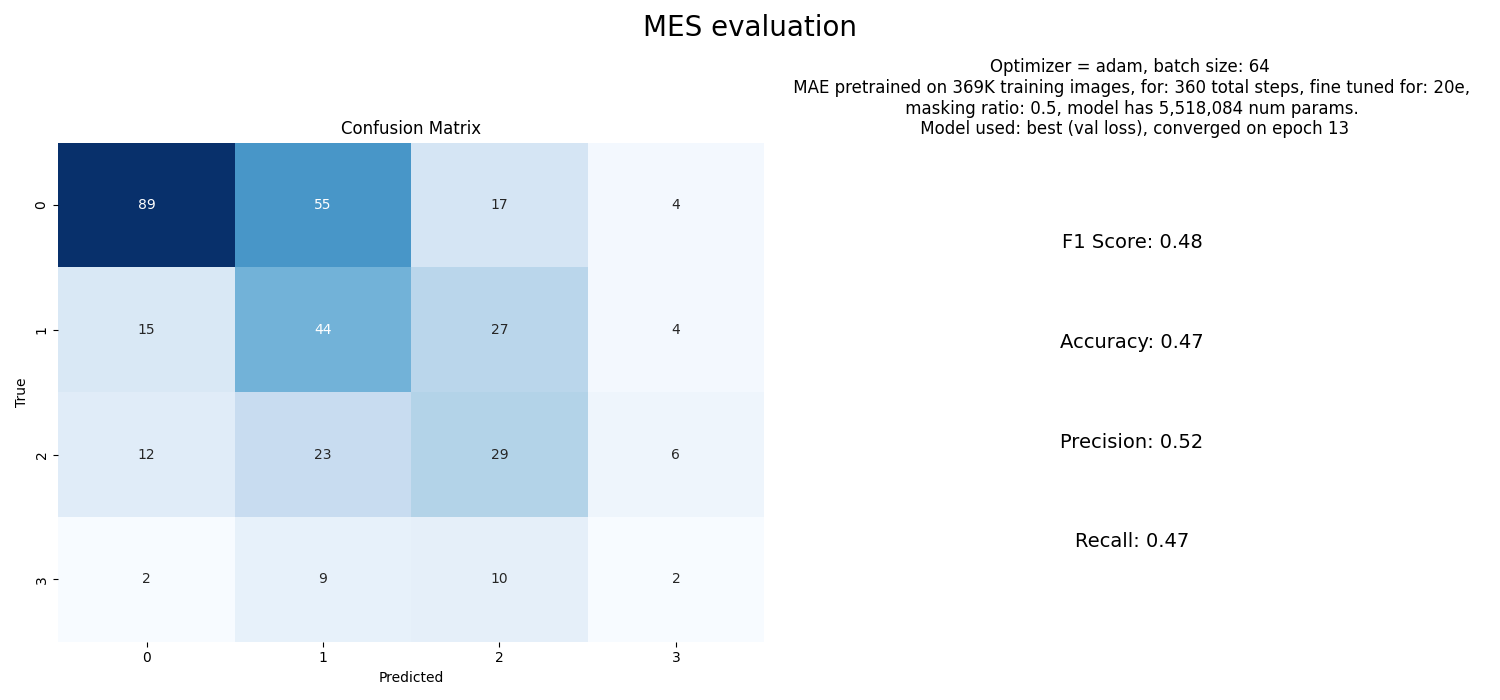 MES evaluation
Optimizer = adam, batch size: 64
MAE pretrained on 369K training images, for: 360 total steps, fine tuned for: 20e,
masking ratio: 0.5, model has 5,518,084 num params.
Model used: best (val loss), converged on epoch 13
Confusion Matrix
True
0
89 55 17 4
1
15 44 27 4
2
12 23 29 6
3
2 9 10 2
0 1 2 3
Predicted
F1 Score: 0.48
Accuracy: 0.47
Precision: 0.52
Recall: 0.47